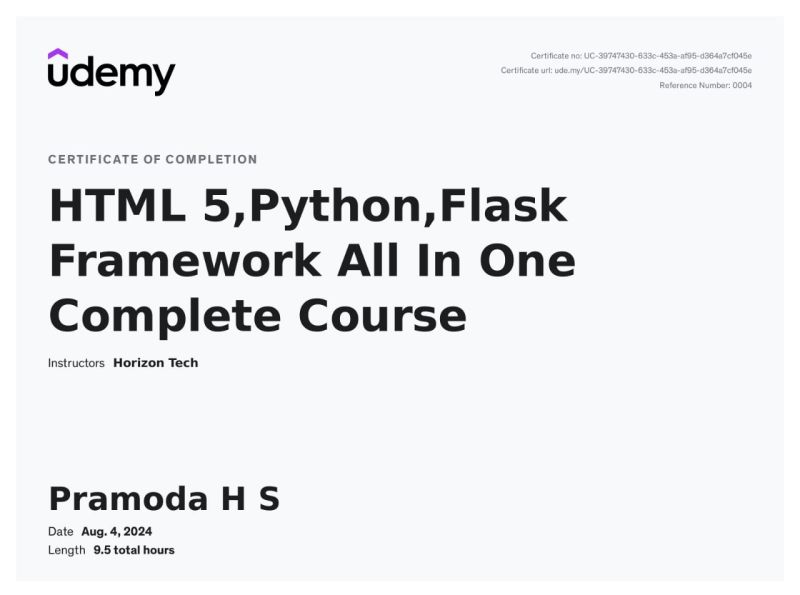 udemy
Certificate no: UC-39747430-633c-453a-af95-d364a7cf045e
Certificate url: ude.my/UC-39747430-633c-453a-af95-d364a7cf045e
Reference Number: 0004
CERTIFICATE OF COMPLETION
HTML 5,Python,Flask
Framework All In One
Complete Course
Instructors Horizon Tech
Pramoda H S
Date Aug. 4, 2024
Length 9.5 total hours